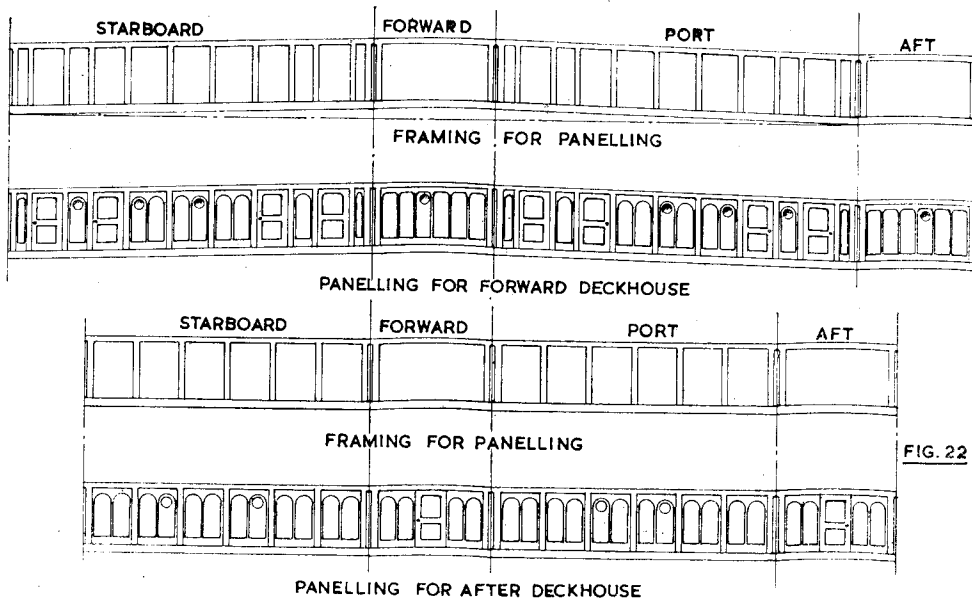 STARBOARD FORWARD PORT AFT
FRAMING FOR PANELLING
PANELLING FOR FORWARD DECKHOUSE
STARBOARD FORWARD PORT AFT
FRAMING FOR PANELLING
FIG. 22
PANELLING FOR AFTER DECKHOUSE